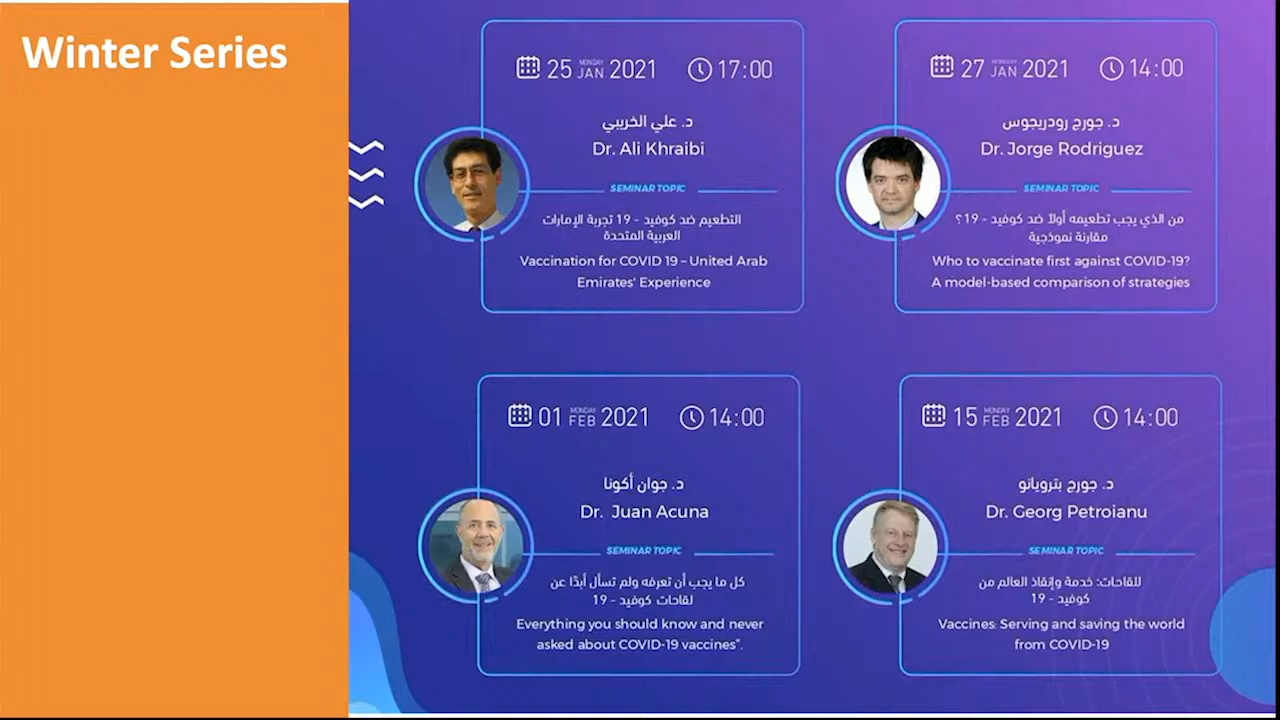 Winter Series
25 MONDAY JAN 2021 17:00
د. علي الخريبي
Dr. Ali Khraibi
SEMINAR TOPIC
التطعيم ضد كوفيد - 19 تجربة الإمارات
العربية المتحدة
Vaccination for COVID 19 – United Arab
Emirates' Experience
27 JAN 2021 14:00
د. جورج رودريجوس
Dr. Jorge Rodriguez
SEMINAR TOPIC
من الذي يجب تطعيمه أولاً ضد كوفيد - 19؟
مقارنة نموذجية
Who to vaccinate first against COVID-19?
A model-based comparison of strategies
01 MONDAY FEB 2021 14:00
د. جوان أكونا
Dr. Juan Acuna
SEMINAR TOPIC
كل ما يجب أن تعرفه ولم تسأل أبدًا عن
لقاحات كوفيد - 19
Everything you should know and never
asked about COVID-19 vaccines".
15 MONDAY FEB 2021 14:00
د. جورج بترويانو
Dr. Georg Petroianu
SEMINAR TOPIC
للقاحات: خدمة وإنقاذ العالم من
كوفيد - 19
Vaccines: Serving and saving the world
from COVID-19